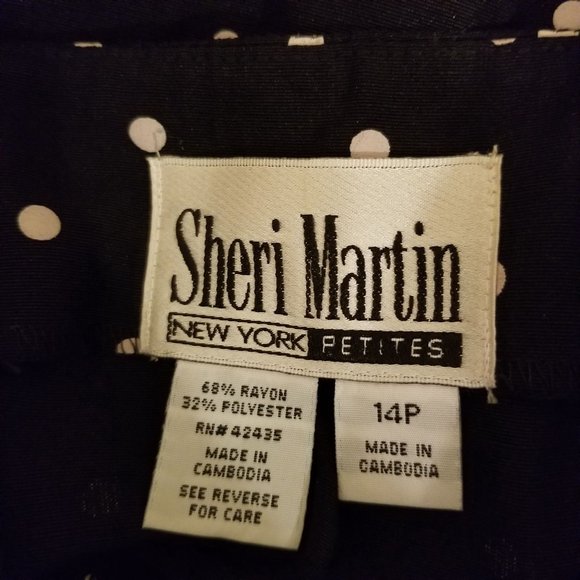 Sheri Martin
NEW YORK PETITES
68% RAYON
32% POLYESTER
RN# 42435
MADE IN
CAMBODIA
SEE REVERSE
FOR CARE
14P
MADE IN
CAMBODIA